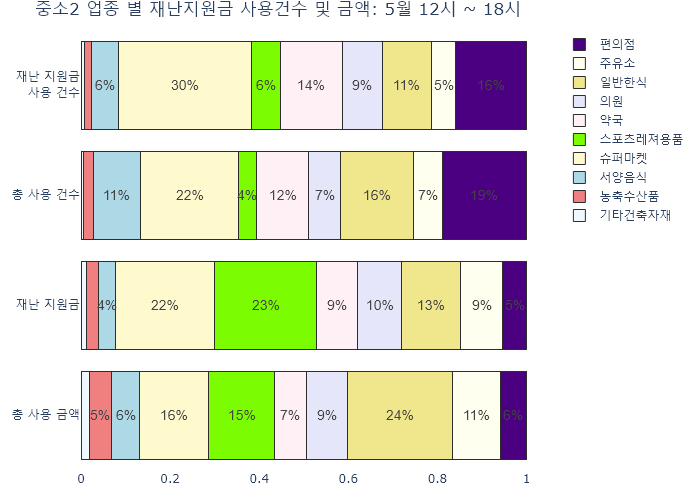 중소2 업종 별 재난지원금 사용건수 및 금액: 5월 12시 ~ 18시
재난 지원금
사용 건수
6%
30%
6%
14%
9%
11%
5%
16%
총 사용 건수
11%
22%
4%
12%
7%
16%
7%
19%
재난 지원금
4%
22%
23%
9%
10%
13%
9%
5%
총 사용 금액
5%
6%
16%
15%
7%
9%
24%
11%
6%
0
0.2
0.4
0.6
0.8
1
편의점
주유소
일반한식
의원
약국
스포츠레져용품
슈퍼마켓
서양음식
농축수산품
기타건축자재